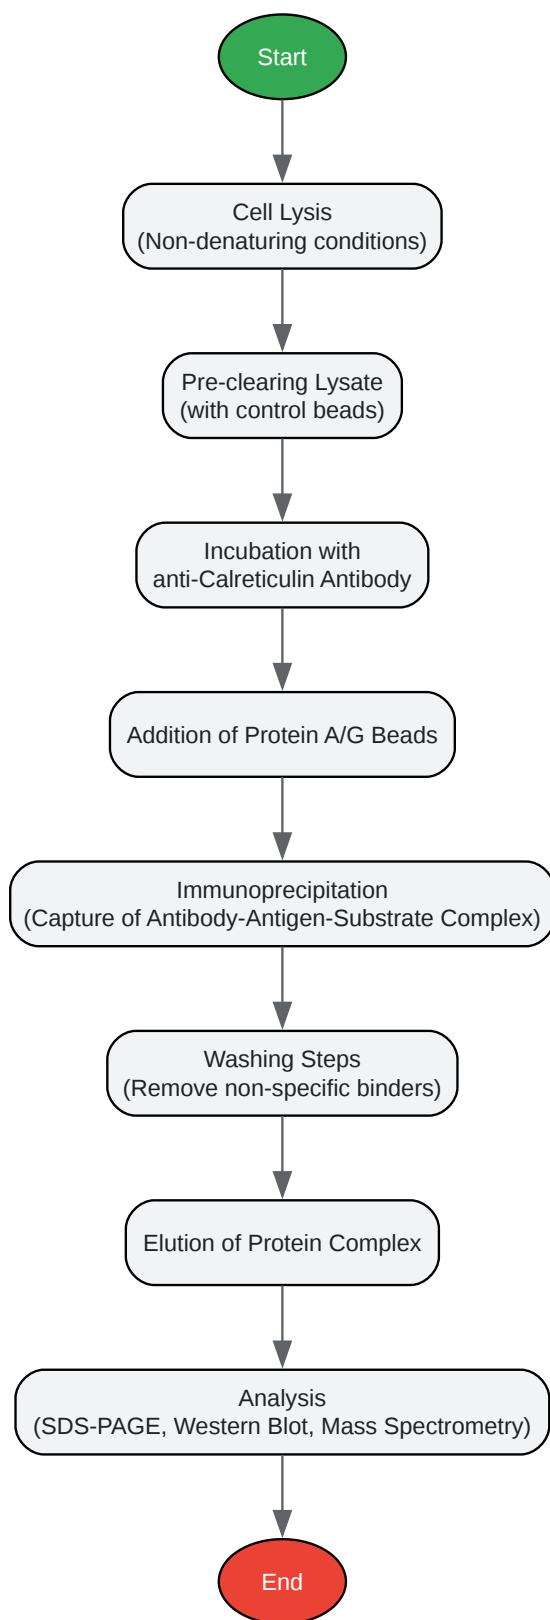 Start
Cell Lysis
(Non-denaturing conditions)
Pre-clearing Lysate
(with control beads)
Incubation with
anti-Calreticulin Antibody
Addition of Protein A/G Beads
Immunoprecipitation
(Capture of Antibody-Antigen-Substrate Complex)
Washing Steps
(Remove non-specific binders)
Elution of Protein Complex
Analysis
(SDS-PAGE, Western Blot, Mass Spectrometry)
End